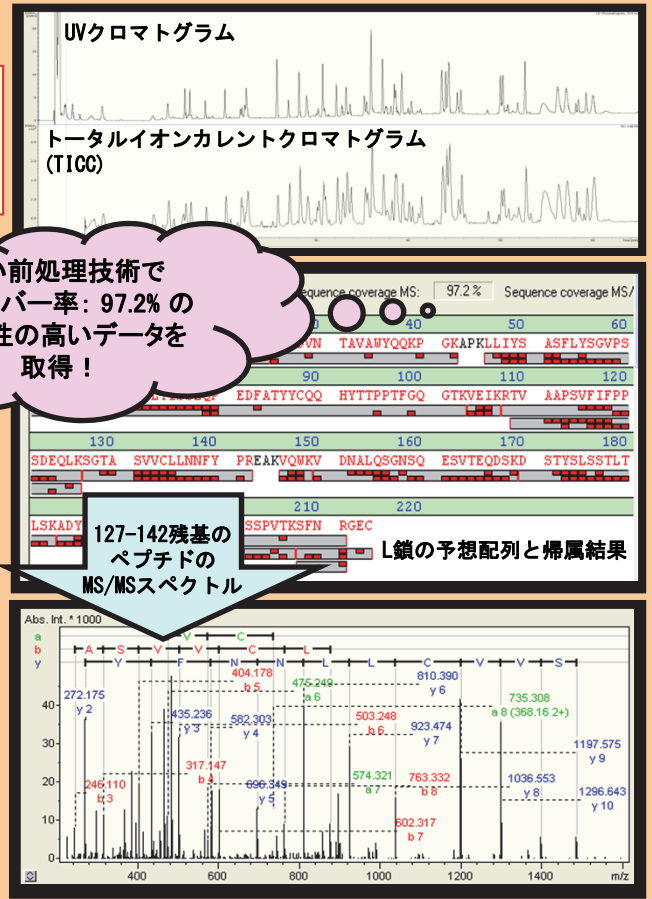 UVクロマトグラム
トータルイオンカレントクロマトグラム
(TICC)
い前処理技術で
バー率: 97.2% の
性の高いデータを
取得！
equence coverage MS: 97.2 % Sequence coverage MS/
40 50 60
VN TAVAWYQQKP GKAPKLLIYS ASFLYSGVPS
90 100 110 120
EDFATYYCQQ HYTTPPTFGQ GTKVEIKRTV AAPSVFIFPP
130 140 150 160 170 180
SDEQLKSGTA SVVCLLNNFY PREAKVQWKV DNALQSGNSQ ESVTEQDSKD STYSLSSTLT
210 220
LSKADY SSPVTKSFN RGEC
L鎖の予想配列と帰属結果
127-142残基の
ペプチドの
MS/MSスペクトル
Abs. Int. * 1000
a V C
b A S V V C L
y Y F N N L L C V V S
404.178
b 5
475.249
a 6
810.390
y 6
272.175
y 2
735.308
a 8 (368.16 2+)
435.236
y 3
582.303
y 4
503.248
b 6
923.474
y 7
1197.575
y 9
317.147
b 4
246.110
b 3
696.349
y 5
574.321
a 7
763.332
b 8
1036.553
y 8
1296.643
y 10
602.317
b 7
40
30
20
10
0
400 600 800 1000 1200 1400 m/z